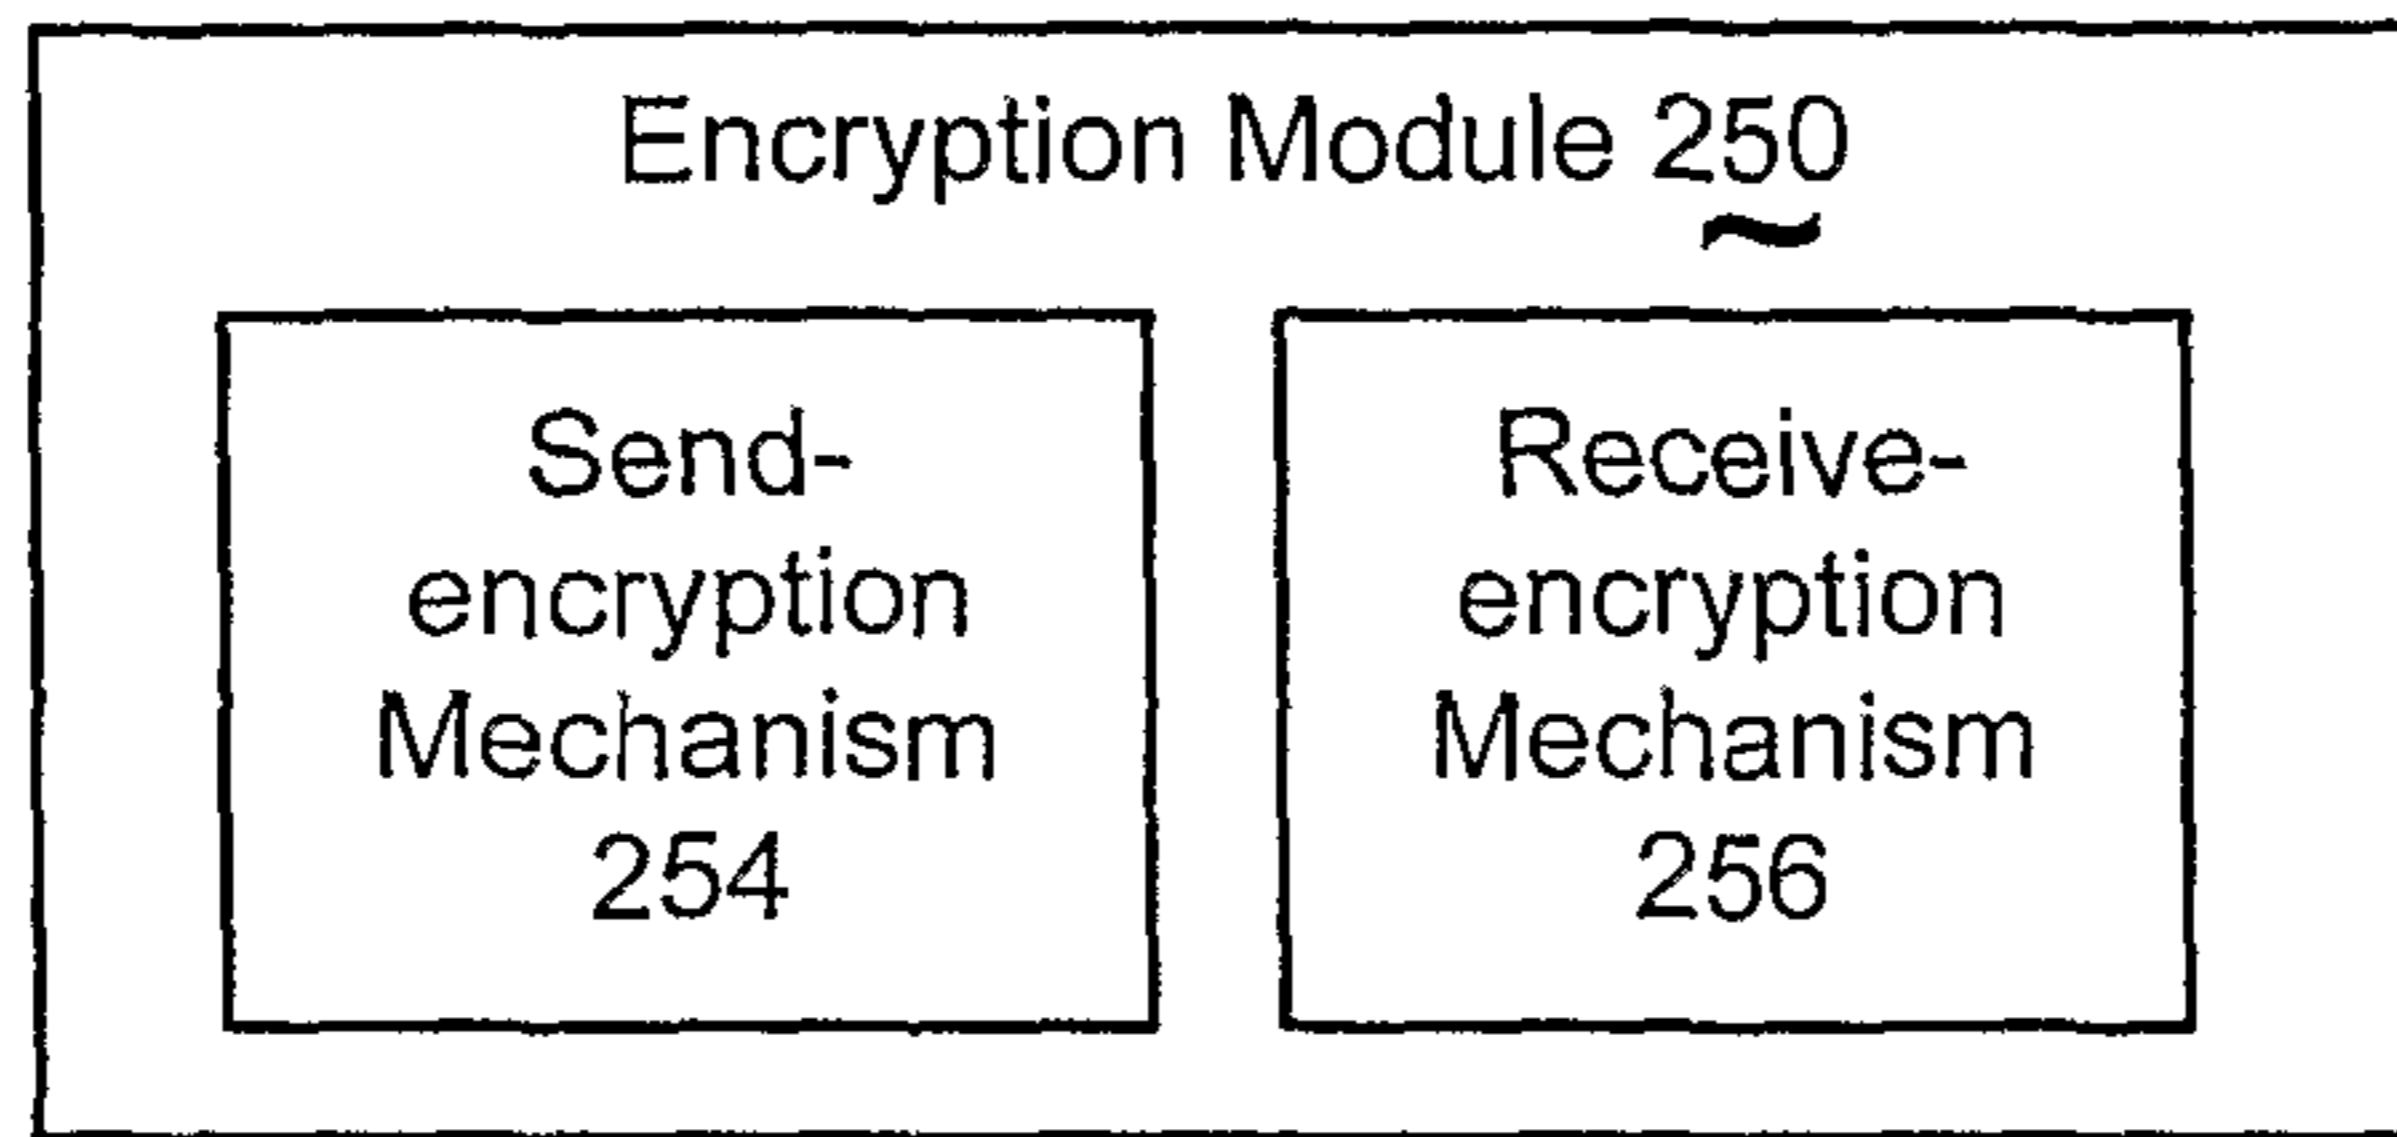 Encryption Module 250
Send-
encryption
Mechanism
254
Receive-
encryption
Mechanism
256